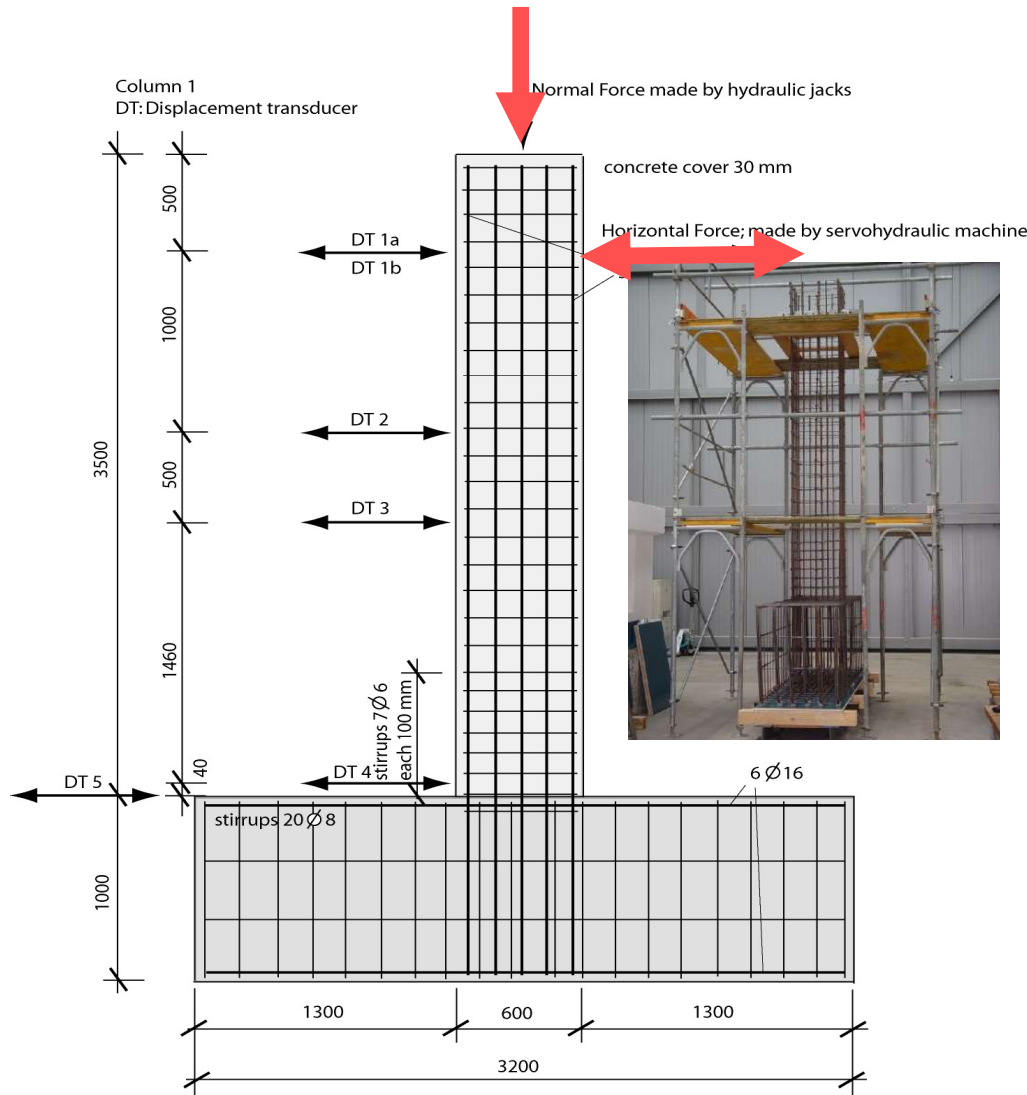 Column 1
DT: Displacement transducer
Normal Force made by hydraulic jacks
concrete cover 30 mm
Horizontal Force; made by servohydraulic machine
500
DT 1a
DT 1b
1000
DT 2
3500
500
DT 3
1460
stirrups 7Ø6
each 100 mm
40
DT 4
DT 5
6 Ø 16
stirrups 20 Ø 8
1000
1300
600
1300
3200